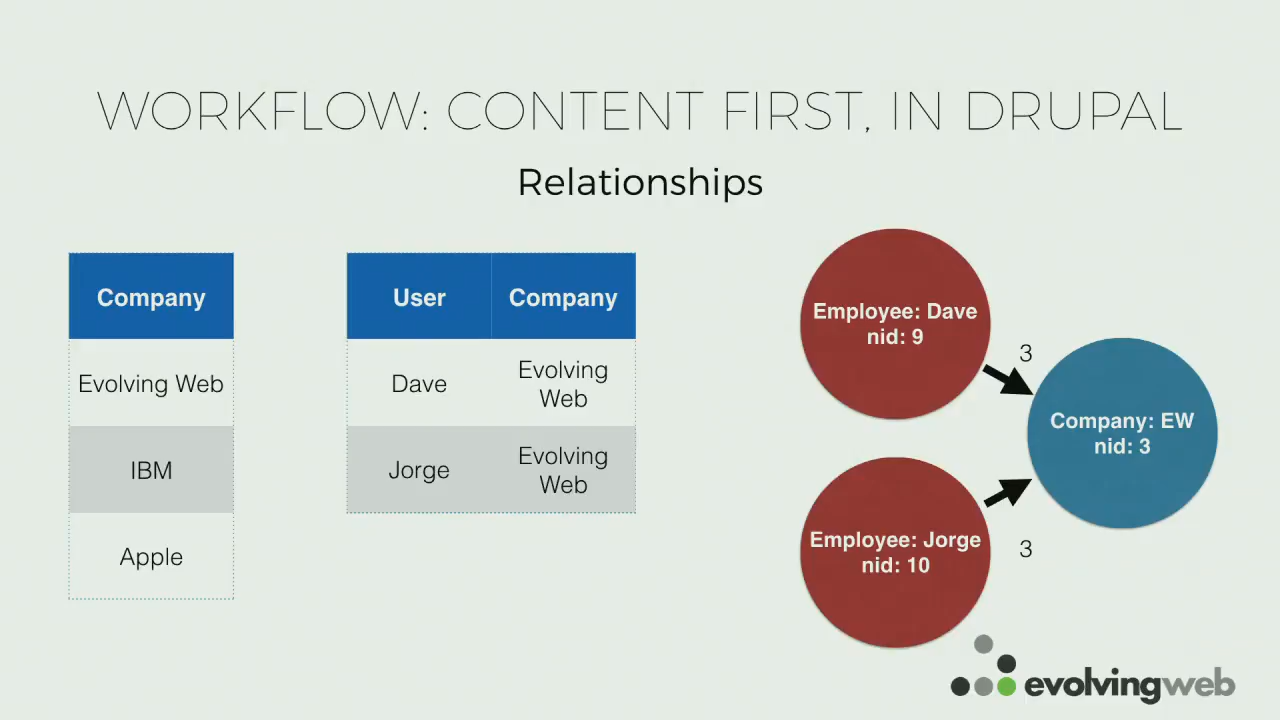 WORKFLOW: CONTENT FIRST, IN DRUPAL
Relationships
Company
Evolving Web
IBM
Apple
User Company
Dave Evolving
Web
Jorge Evolving
Web
Employee: Dave
nid: 9
3
Company: EW
nid: 3
Employee: Jorge
nid: 10
3
evolvingweb